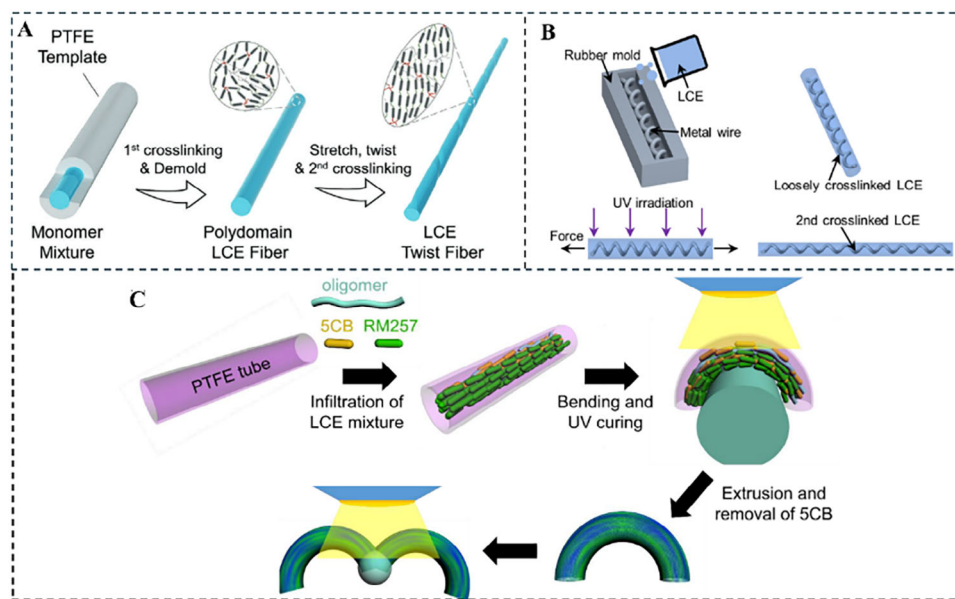 A
PTFE
Template
1st crosslinking
& Demold
Stretch, twist
& 2nd crosslinking
Monomer
Mixture
Polydomain
LCE Fiber
LCE
Twist Fiber
B
Rubber mold
LCE
Metal wire
Loosely crosslinked LCE
UV irradiation
2nd crosslinked LCE
Force
C
oligomer
5CB
RM257
PTFE tube
Infiltration of
LCE mixture
Bending and
UV curing
Extrusion and
removal of 5CB